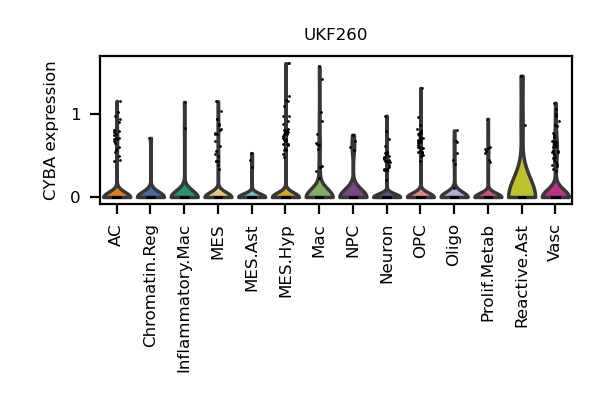 UKF260
CYBA expression
1
0
AC
Chromatin.Reg
Inflammatory.Mac
MES
MES.Ast
MES.Hyp
Mac
NPC
Neuron
OPC
Oligo
Prolif.Metab
Reactive.Ast
Vasc